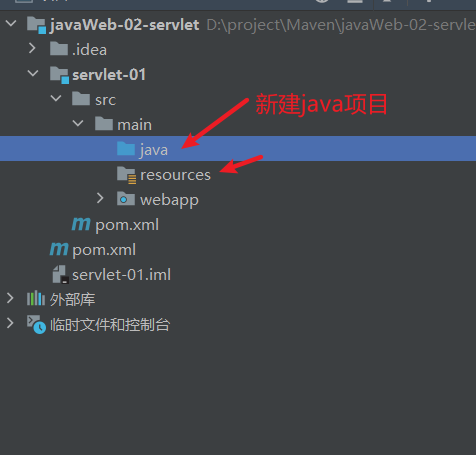 javaWeb-02-servlet D:\project\Maven\javaWeb-02-servle
.idea
servlet-01
src
main
新建java项目
java
resources
webapp
m pom.xml
m pom.xml
servlet-01.iml
外部库
临时文件和控制台